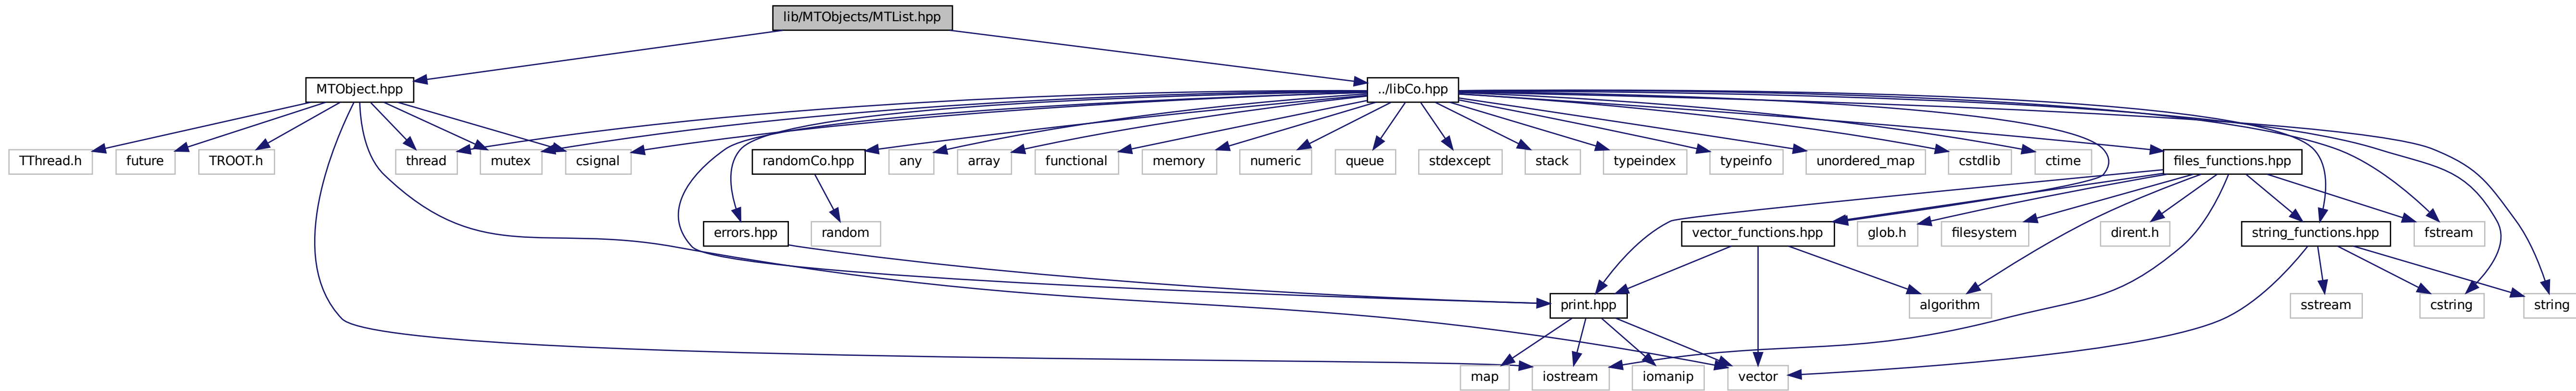 lib/MTObjects/MTList.hpp
MTObject.hpp
../libCo.hpp
TThread.h
future
TROOT.h
thread
mutex
csignal
randomCo.hpp
any
array
functional
memory
numeric
queue
stdexcept
stack
typeindex
typeinfo
unordered_map
cstdlib
ctime
files_functions.hpp
errors.hpp
random
vector_functions.hpp
glob.h
filesystem
dirent.h
string_functions.hpp
fstream
print.hpp
algorithm
sstream
cstring
string
map
iostream
iomanip
vector